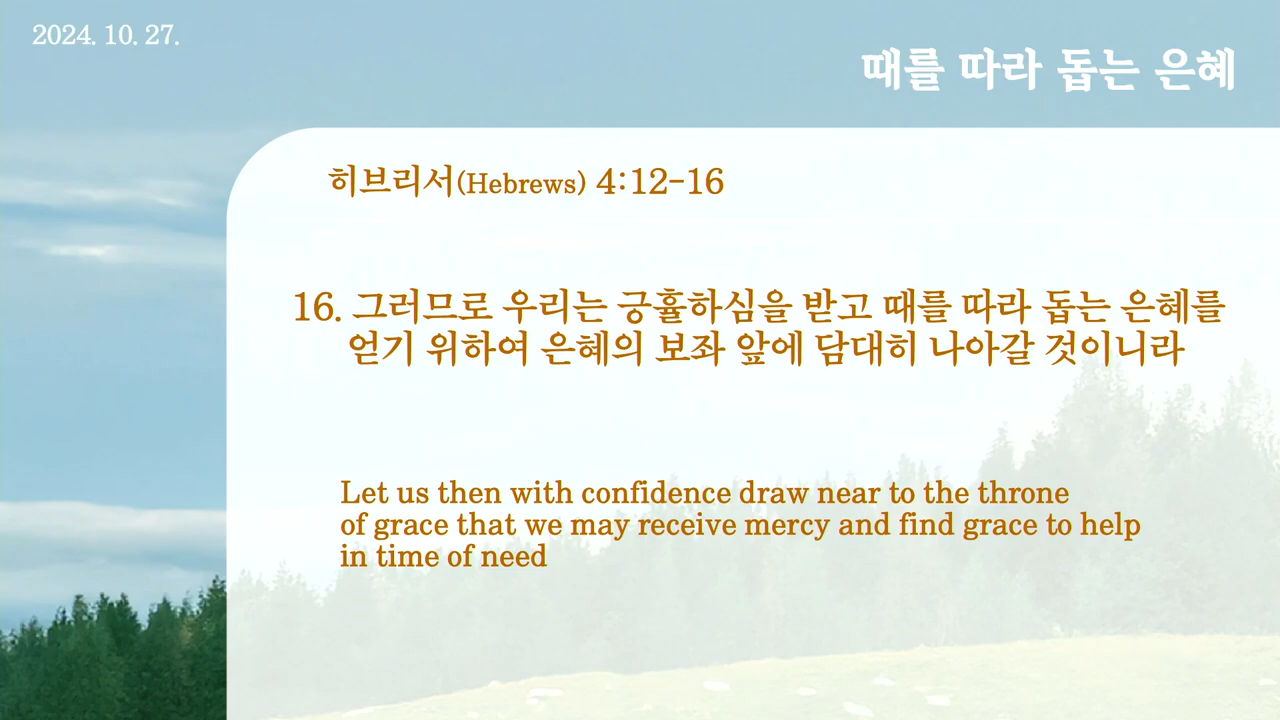 2024. 10. 27.
때를 따라 돕는 은혜
히브리서(Hebrews) 4:12-16
16. 그러므로 우리는 긍휼하심을 받고 때를 따라 돕는 은혜를
얻기 위하여 은혜의 보좌 앞에 담대히 나아갈 것이니라
Let us then with confidence draw near to the throne
of grace that we may receive mercy and find grace to help
in time of need